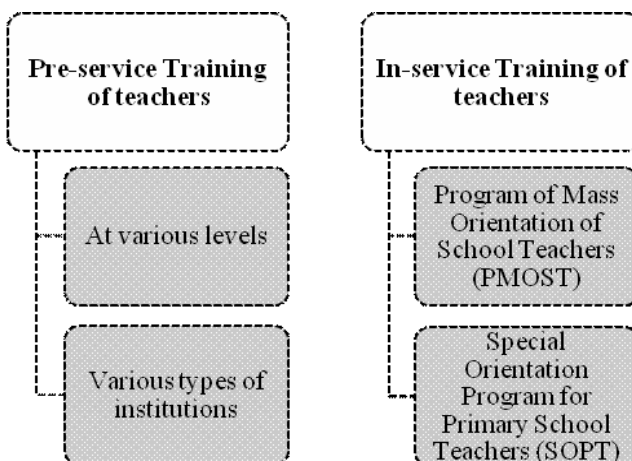 Pre-service Training
of teachers
At various levels
Various types of
institutions
In-service Training of
teachers
Program of Mass
Orientation of
School Teachers
(PMOST)
Special
Orientation
Program for
Primary School
Teachers (SOPT)